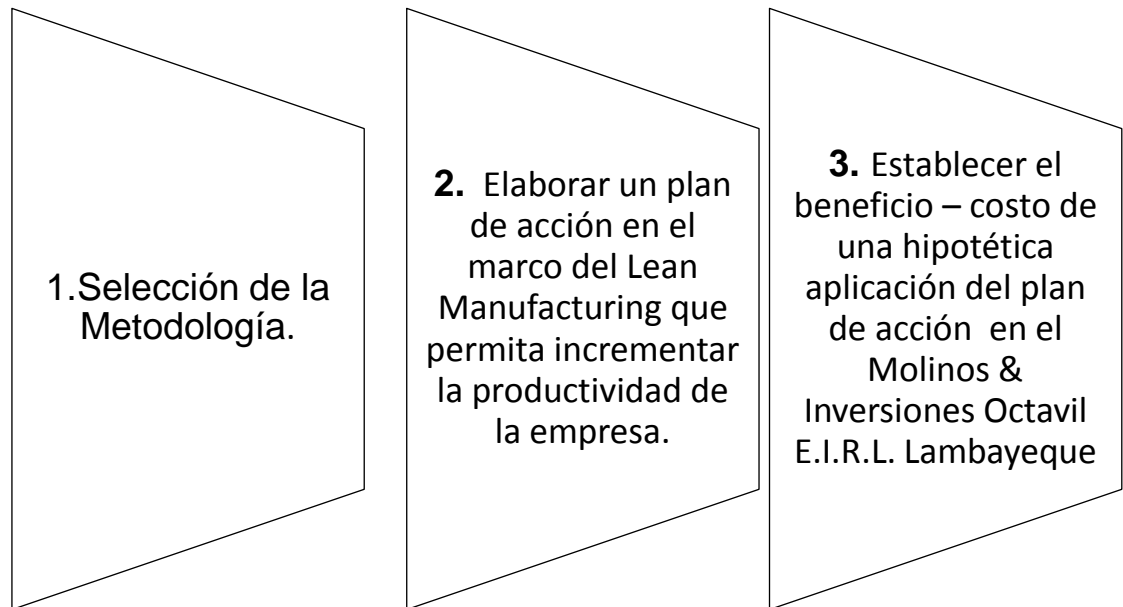 1.Selección de la
Metodología.
2. Elaborar un plan
de acción en el
marco del Lean
Manufacturing que
permita incrementar
la productividad de
la empresa.
3. Establecer el
beneficio – costo de
una hipotética
aplicación del plan
de acción en el
Molinos &
Inversiones Octavil
E.I.R.L. Lambayeque